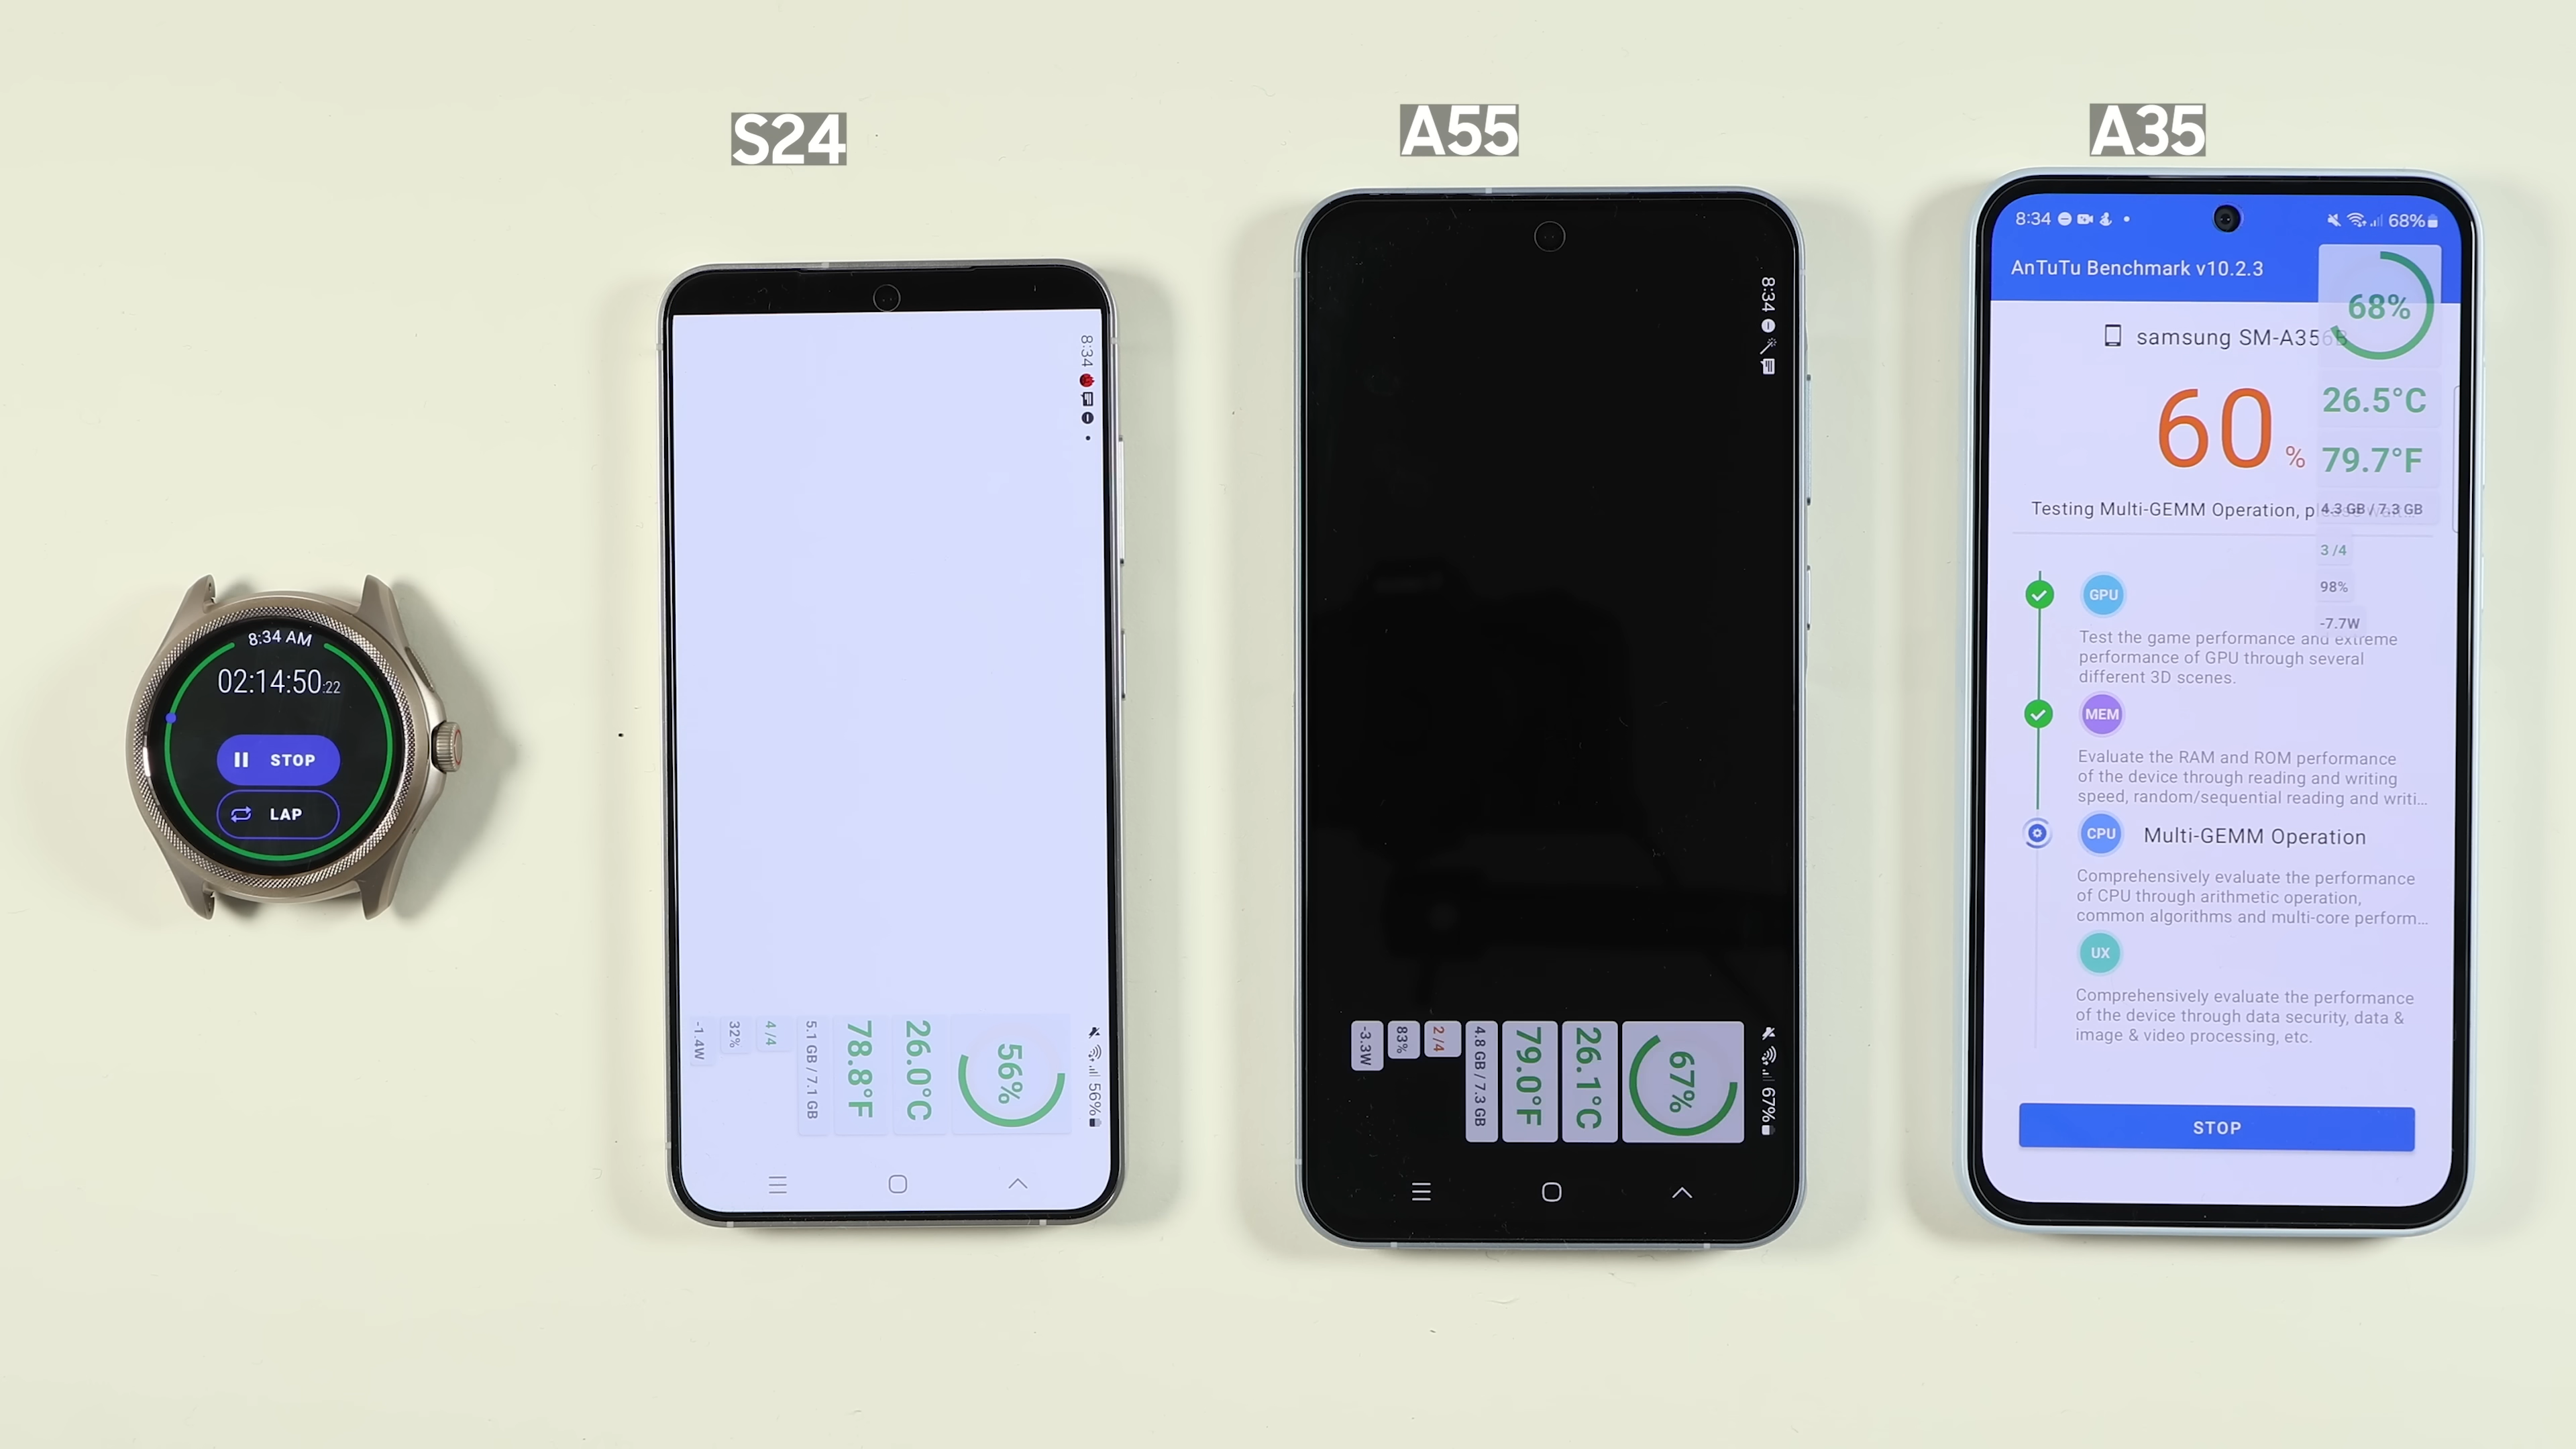 S24
A55
A35
8:34 AM
02:14:50:22
STOP
LAP
8:34
56%
56%
26.0°C
78.8°F
5.1 GB / 7.1 GB
4 /4
32%
-1.4W
8:34
67%
67%
26.1°C
79.0°F
4.8 GB / 7.3 GB
2 /4
83%
-3.3W
8:34
68%
AnTuTu Benchmark v10.2.3
68%
samsung SM-A356B
26.5°C
60 %
79.7°F
Testing Multi-GEMM Operation,
4.3 GB / 7.3 GB
3 /4
98%
-7.7W
GPU
Test the game performance and extreme
performance of GPU through several
different 3D scenes.
MEM
Evaluate the RAM and ROM performance
of the device through reading and writing
speed, random/sequential reading and writi...
CPU Multi-GEMM Operation
Comprehensively evaluate the performance
of CPU through arithmetic operation,
common algorithms and multi-core perform...
UX
Comprehensively evaluate the performance
of the device through data security, data &
image & video processing, etc.
STOP